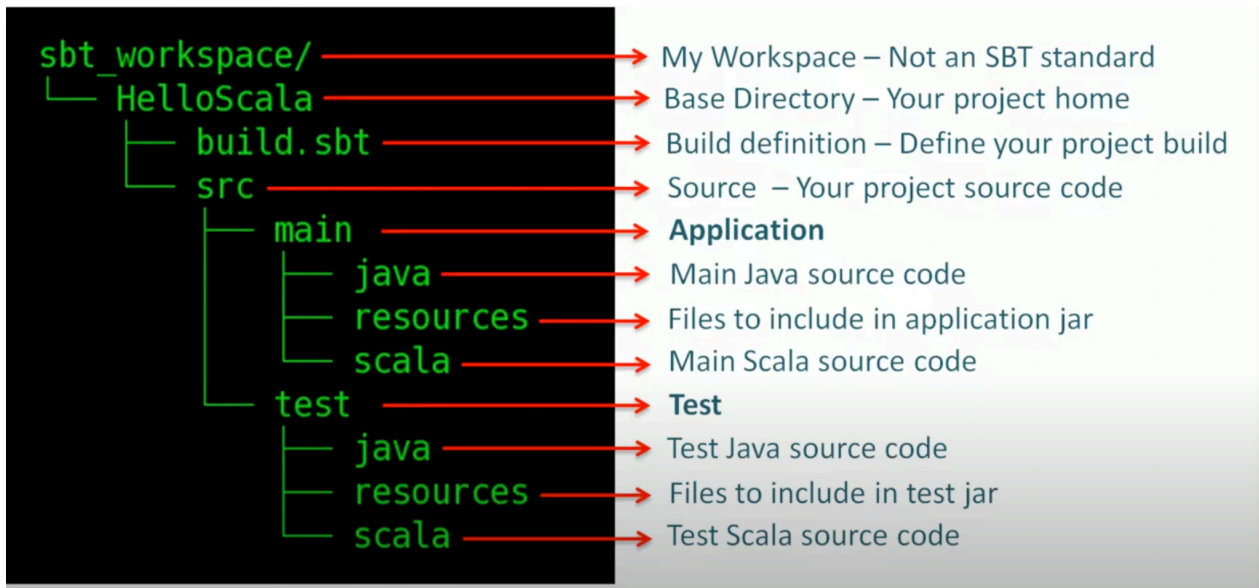 sbt_workspace/ My Workspace – Not an SBT standard
HelloScala Base Directory – Your project home
build.sbt Build definition – Define your project build
src Source – Your project source code
main Application
java Main Java source code
resources Files to include in application jar
scala Main Scala source code
test Test
java Test Java source code
resources Files to include in test jar
scala Test Scala source code